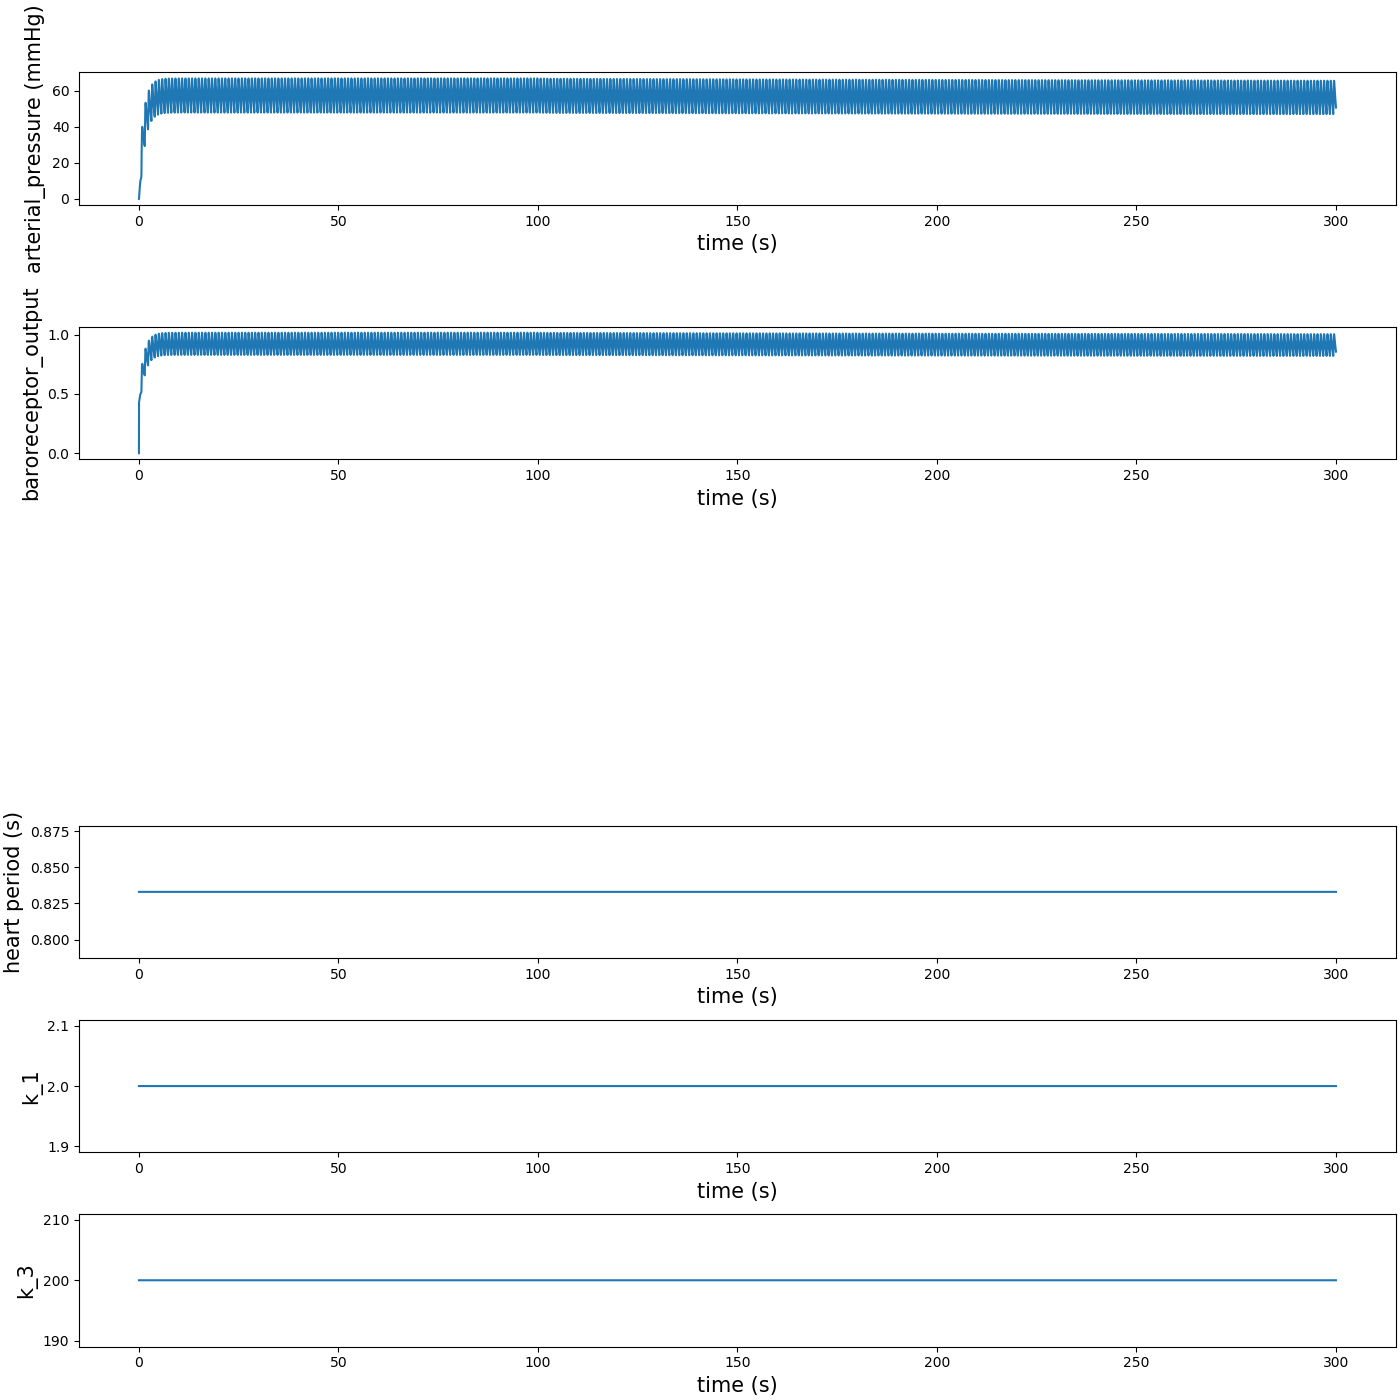 arterial_pressure (mmHg)
60
40
20
0
0 50 100 150 200 250 300
time (s)
baroreceptor_output
1.0
0.5
0.0
0 50 100 150 200 250 300
time (s)
heart period (s)
0.875
0.850
0.825
0.800
0 50 100 150 200 250 300
time (s)
k_1
2.1
2.0
1.9
0 50 100 150 200 250 300
time (s)
k_3
210
200
190
0 50 100 150 200 250 300
time (s)